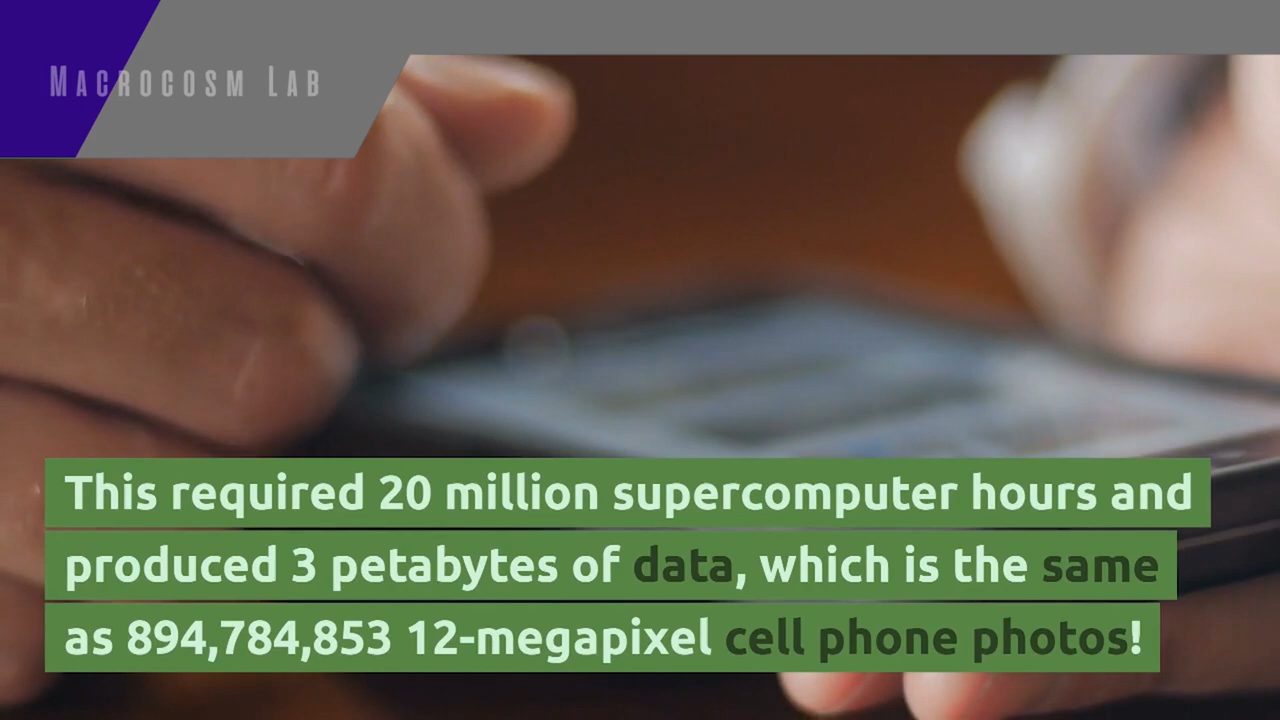 Macrocosm Lab
This required 20 million supercomputer hours and
produced 3 petabytes of data, which is the same
as 894,784,853 12-megapixel cell phone photos!